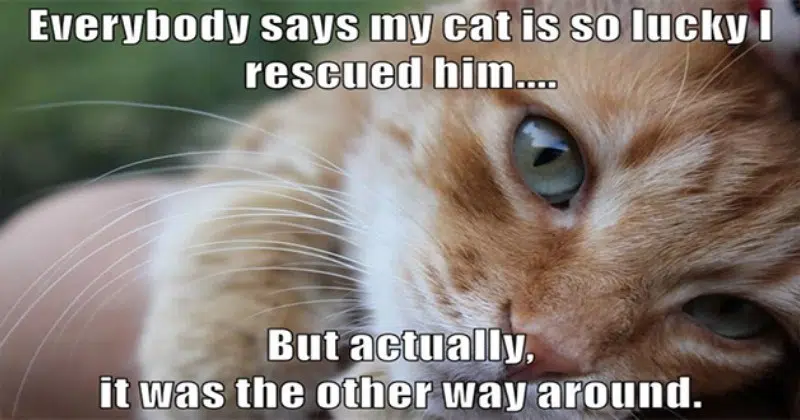 Everybody says my cat is so lucky I
rescued him....
But actually,
it was the other way around.